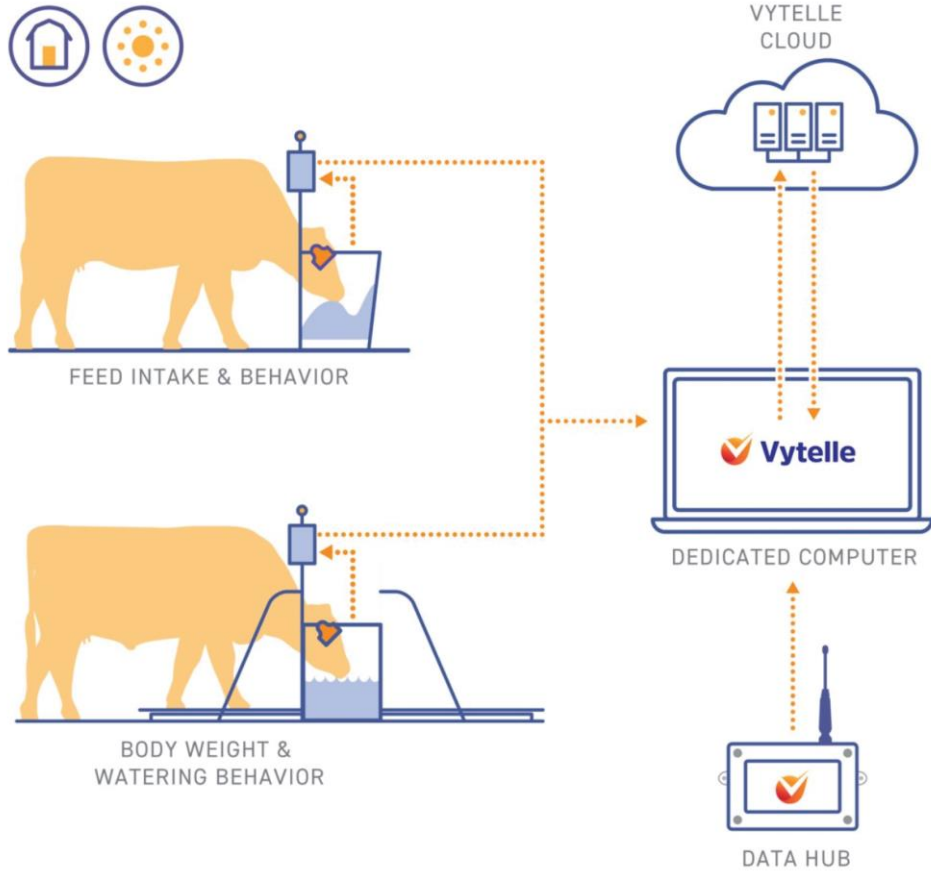 VYTELLE
CLOUD
FEED INTAKE & BEHAVIOR
Vytelle
DEDICATED COMPUTER
BODY WEIGHT &
WATERING BEHAVIOR
DATA HUB